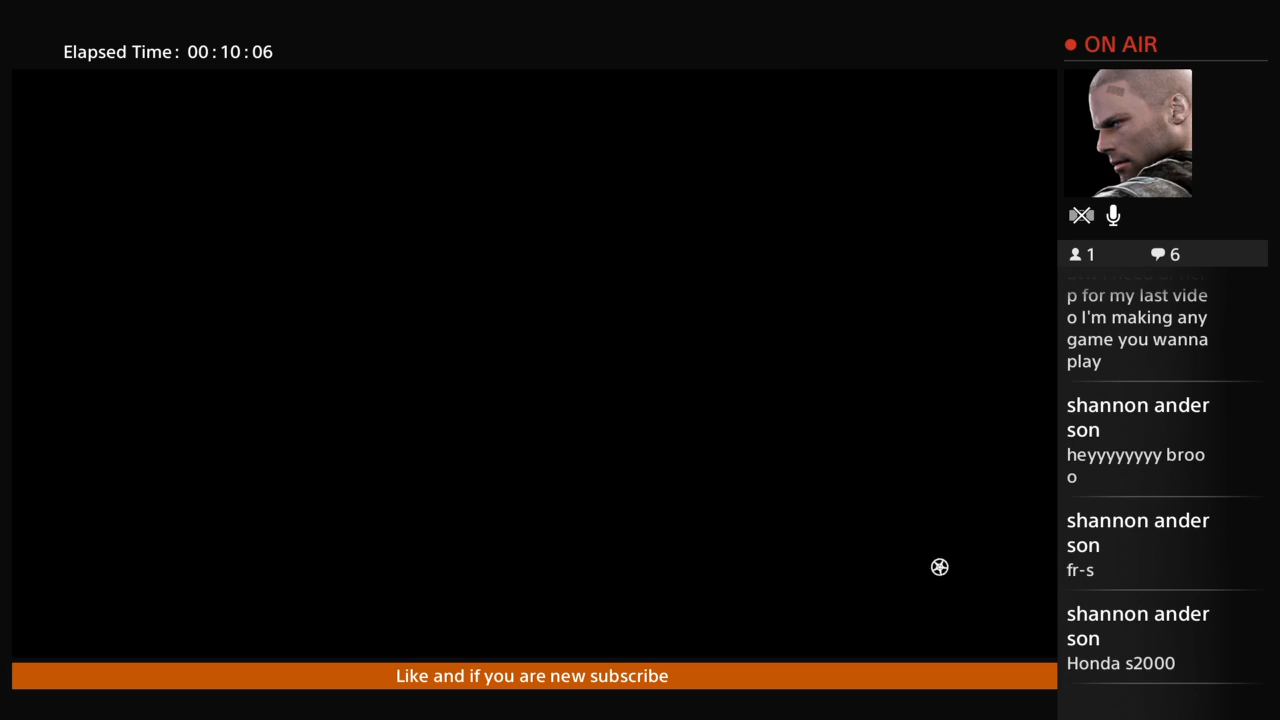 Elapsed Time: 00:10:06
ON AIR
1
6
p for my last vide
o I'm making any
game you wanna
play
shannon ander
son
heyyyyyyyy broo
o
shannon ander
son
fr-s
shannon ander
son
Honda s2000
Like and if you are new subscribe